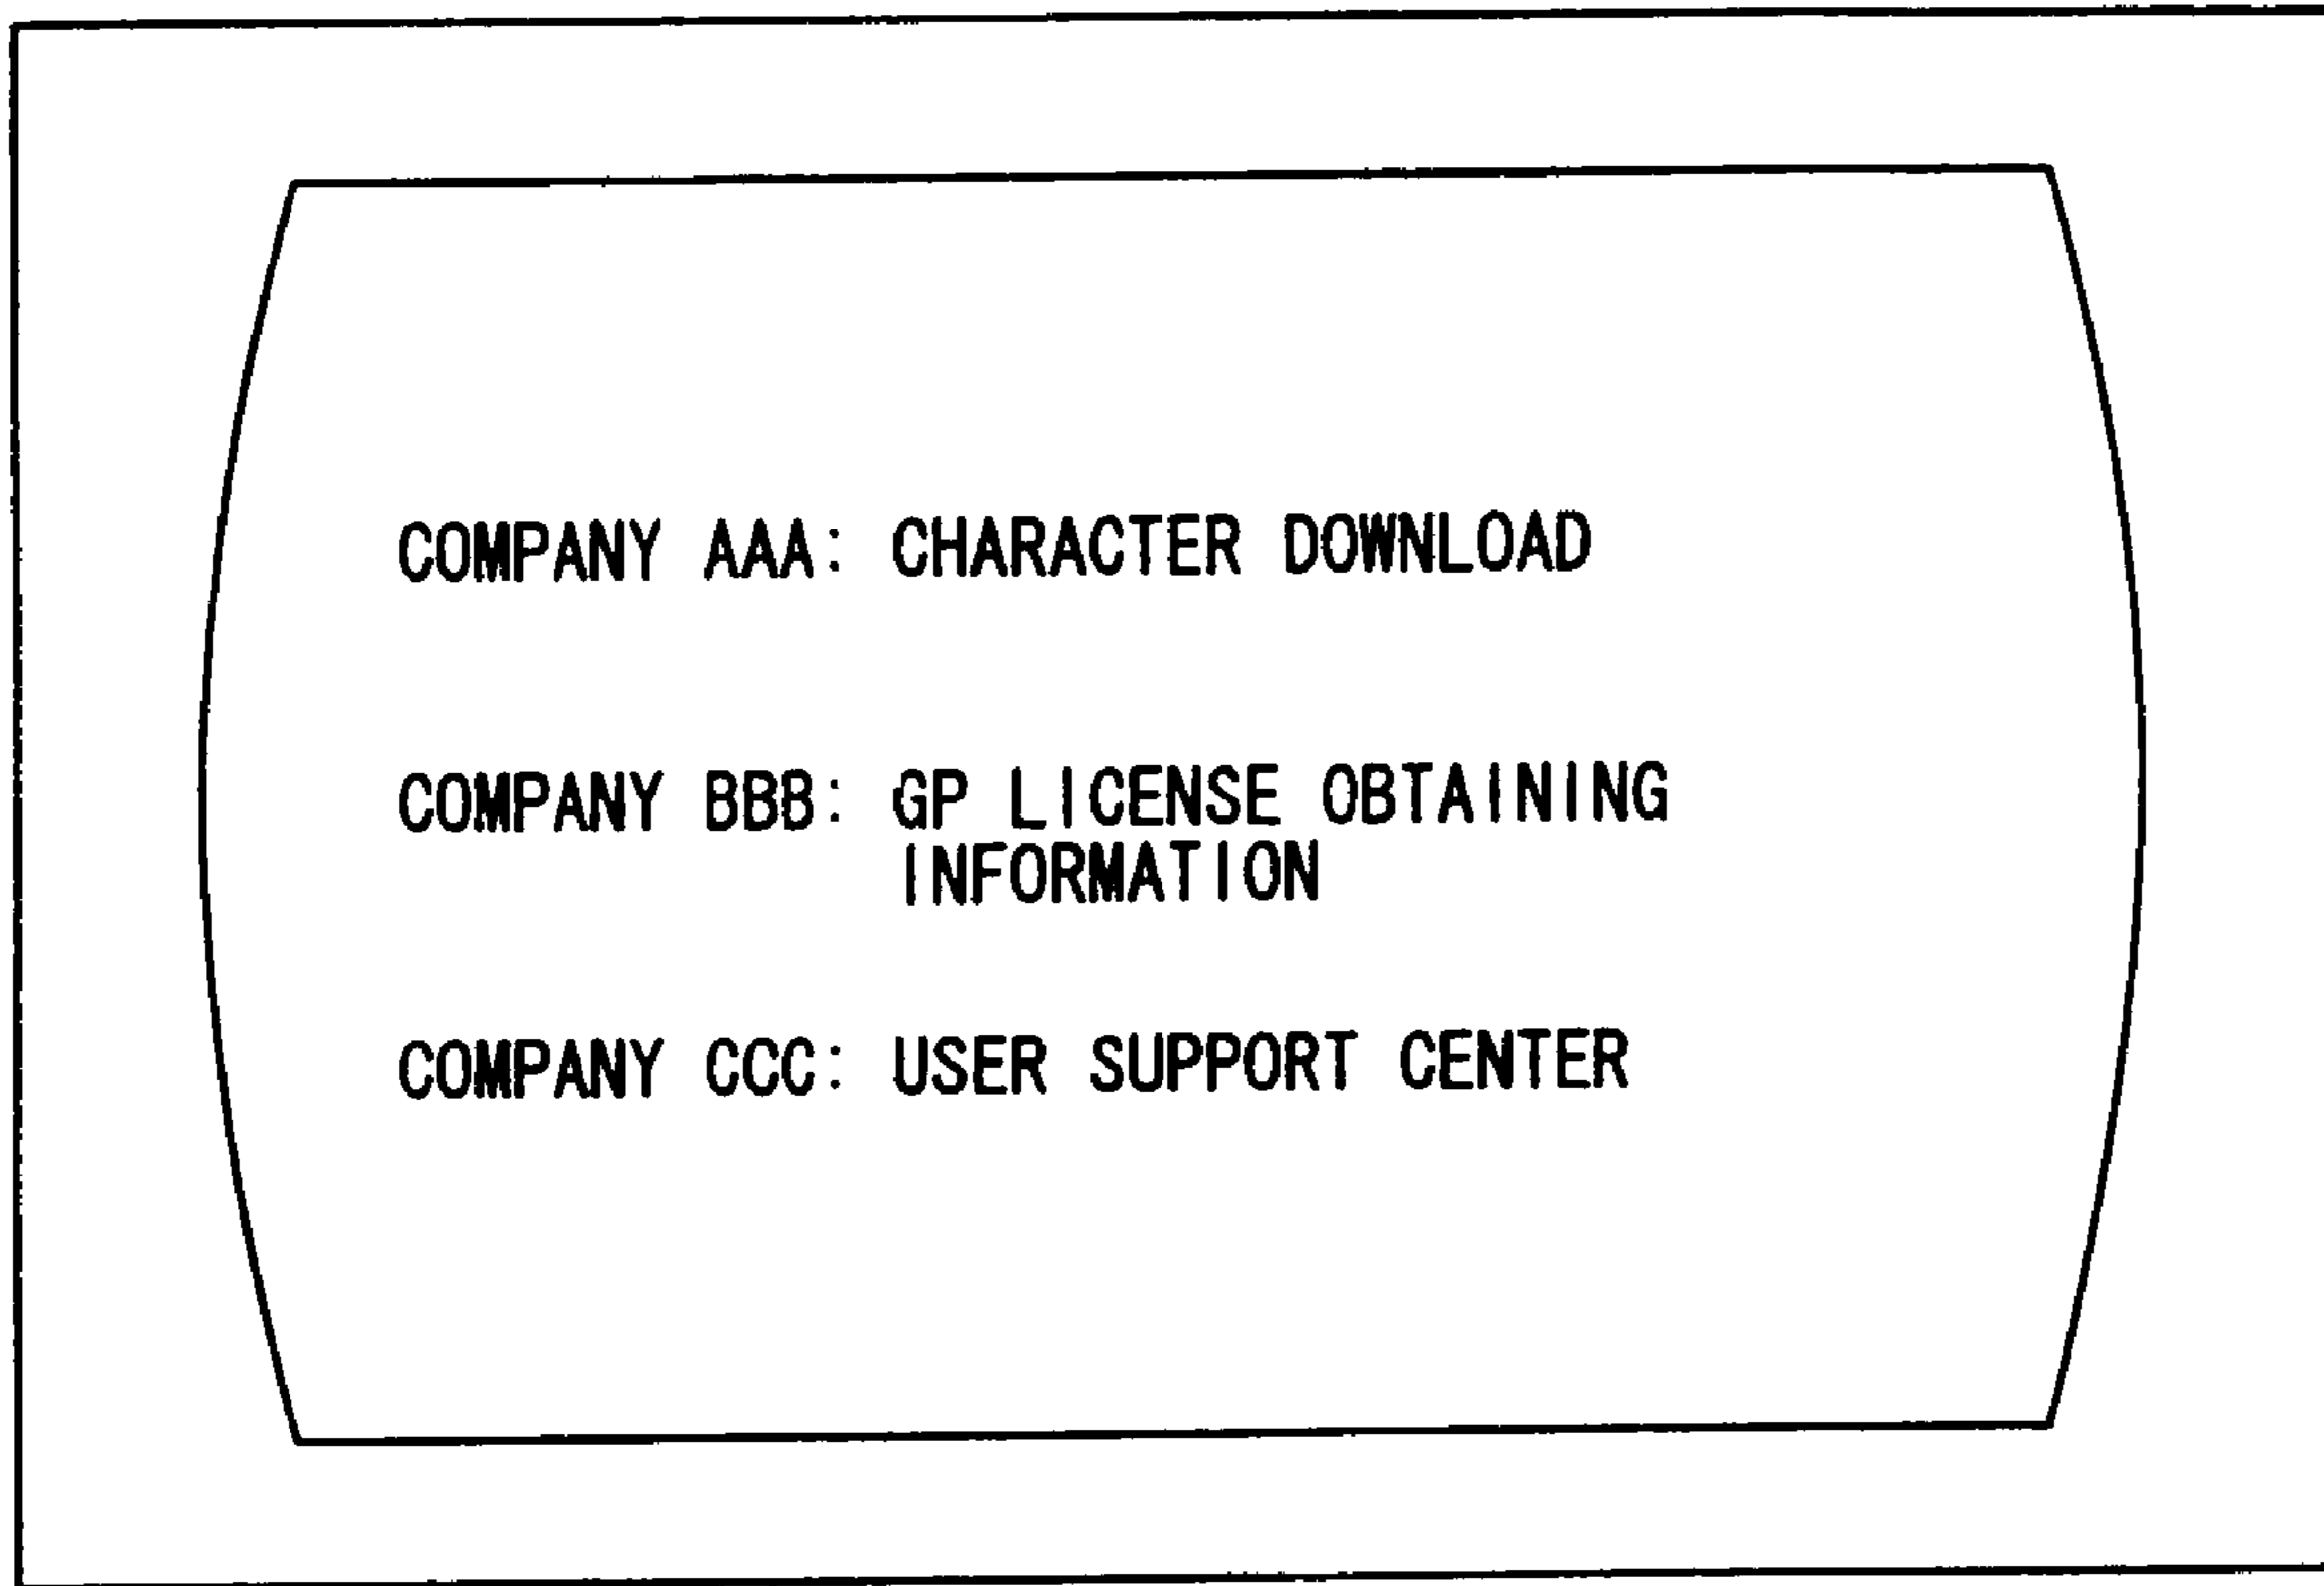 COMPANY AAA: CHARACTER DOWNLOAD
COMPANY BBB: GP LICENSE OBTAINING
INFORMATION
COMPANY CCC: USER SUPPORT CENTER